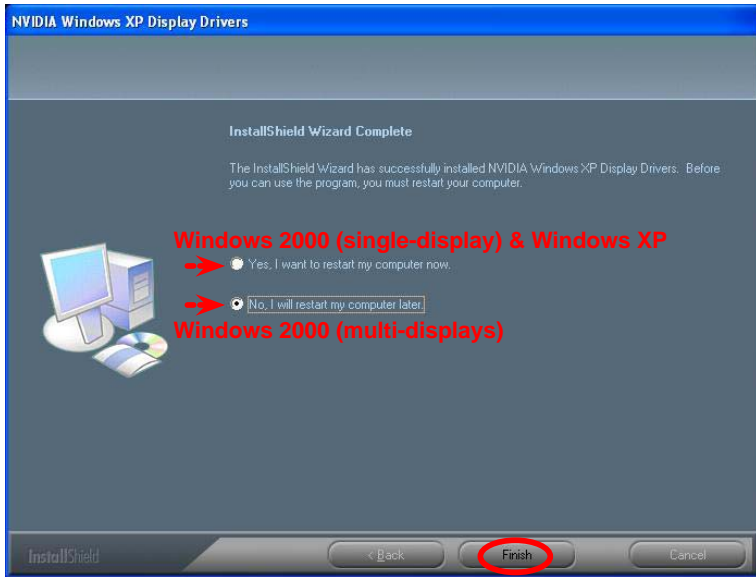 NVIDIA Windows XP Display Drivers
InstallShield Wizard Complete
The InstallShield Wizard has successfully installed NVIDIA Windows XP Display Drivers. Before
you can use the program, you must restart your computer.
Windows 2000 (single-display) & Windows XP
Yes, I want to restart my computer now.
No, I will restart my computer later.
Windows 2000 (multi-displays)
InstallShield
< Back
Finish
Cancel